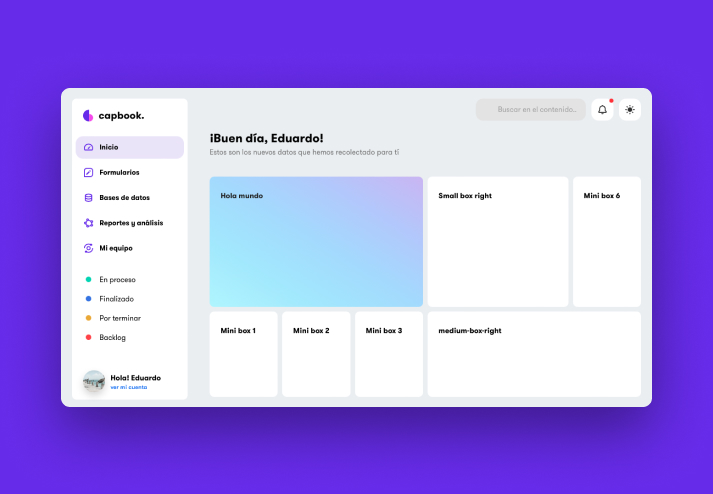 capbook.
Inicio
Formularios
Bases de datos
Reportes y análisis
Mi equipo
En proceso
Finalizado
Por terminar
Backlog
Hola! Eduardo
ver mi cuenta
Buscar en el contenido..
¡Buen día, Eduardo!
Estos son los nuevos datos que hemos recolectado para tí
Hola mundo
Small box right
Mini box 6
Mini box 1
Mini box 2
Mini box 3
medium-box-right